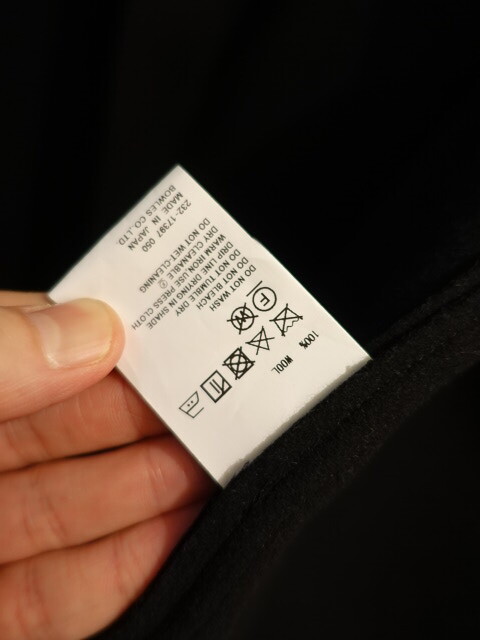 100% WOOL
DO NOT WASH
DO NOT BLEACH
DO NOT TUMBLE DRY
DRIP LINE DRYING IN SHADE
WARM IRON.USE PRESS CLOTH
DRY CLEANABLE Ⓕ
DO NOT WET-CLEANING
232-17397 050
MADE IN JAPAN
BOWLES CO.,LTD.